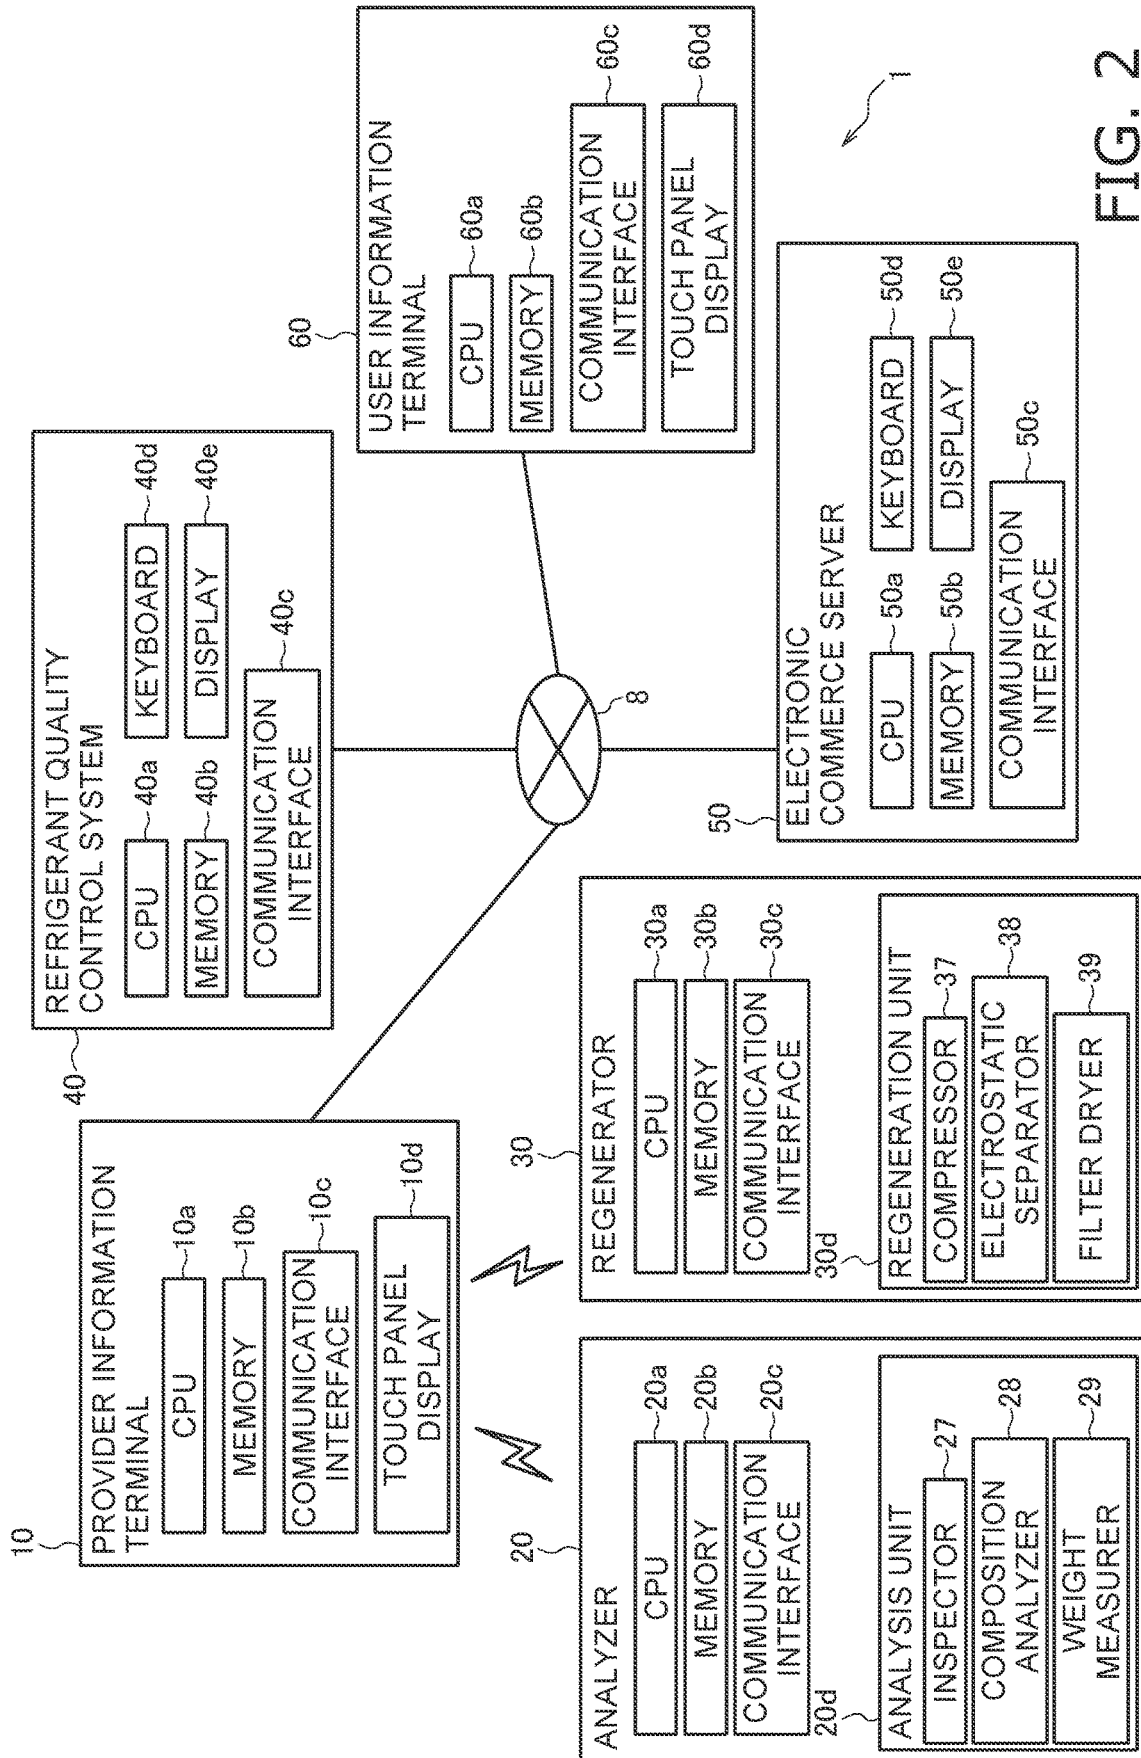 10
PROVIDER INFORMATION
TERMINAL
CPU
10a
MEMORY
10b
COMMUNICATION
INTERFACE
10c
TOUCH PANEL
DISPLAY
10d
40
REFRIGERANT QUALITY
CONTROL SYSTEM
CPU
40a
KEYBOARD
40d
MEMORY
40b
DISPLAY
40e
COMMUNICATION
INTERFACE
40c
60
USER INFORMATION
TERMINAL
CPU
60a
MEMORY
60b
COMMUNICATION
INTERFACE
60c
TOUCH PANEL
DISPLAY
60d
8
20
ANALYZER
CPU
20a
MEMORY
20b
COMMUNICATION
INTERFACE
20c
20d
ANALYSIS UNIT
INSPECTOR
27
COMPOSITION
ANALYZER
28
WEIGHT
MEASURER
29
30
REGENERATOR
CPU
30a
MEMORY
30b
COMMUNICATION
INTERFACE
30c
30d
REGENERATION UNIT
COMPRESSOR
37
ELECTROSTATIC
SEPARATOR
38
FILTER DRYER
39
50
ELECTRONIC
COMMERCE SERVER
CPU
50a
KEYBOARD
50d
MEMORY
50b
DISPLAY
50e
COMMUNICATION
INTERFACE
50c
1
FIG. 2